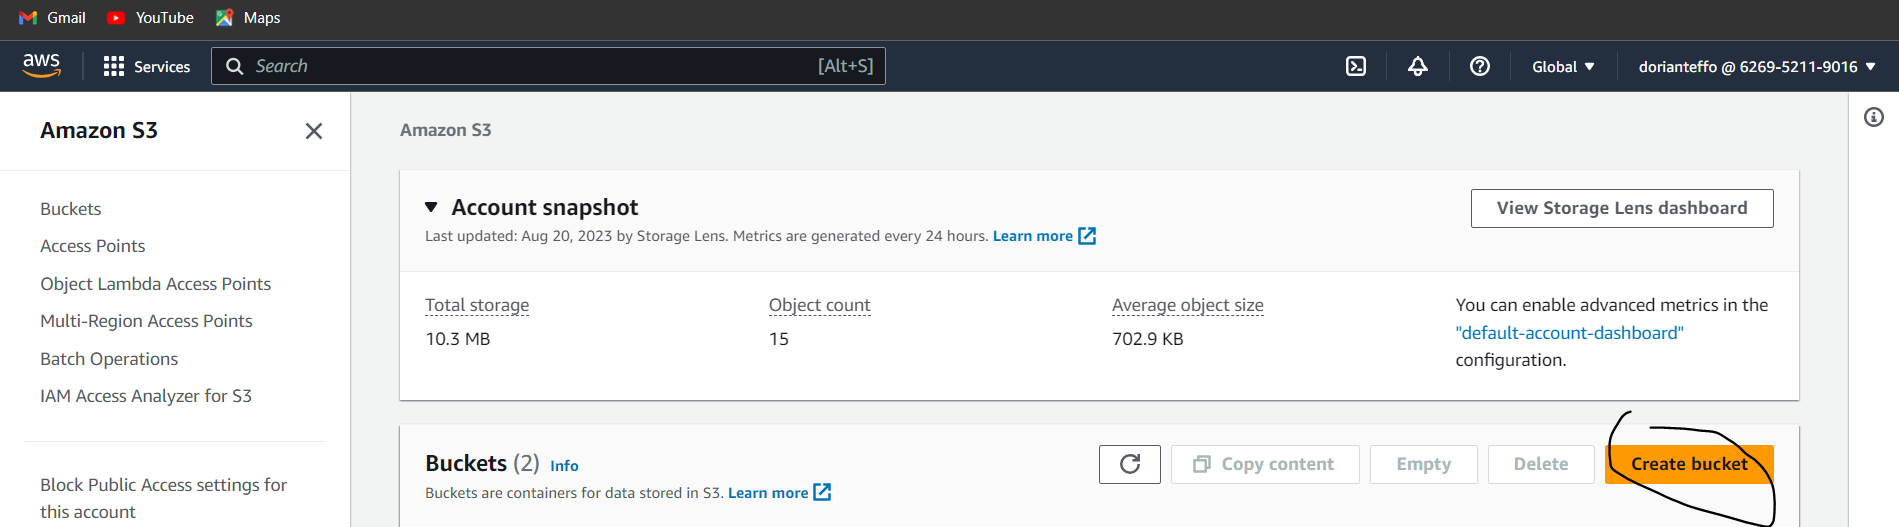 Gmail YouTube Maps
aws Services Search [Alt+S] Global dorianteffo @ 6269-5211-9016
Amazon S3
Buckets
Access Points
Object Lambda Access Points
Multi-Region Access Points
Batch Operations
IAM Access Analyzer for S3
Block Public Access settings for
this account
Amazon S3
Account snapshot
View Storage Lens dashboard
Last updated: Aug 20, 2023 by Storage Lens. Metrics are generated every 24 hours. Learn more
Total storage
10.3 MB
Object count
15
Average object size
702.9 KB
You can enable advanced metrics in the
"default-account-dashboard"
configuration.
Buckets (2) Info
Buckets are containers for data stored in S3. Learn more
Copy content
Empty
Delete
Create bucket